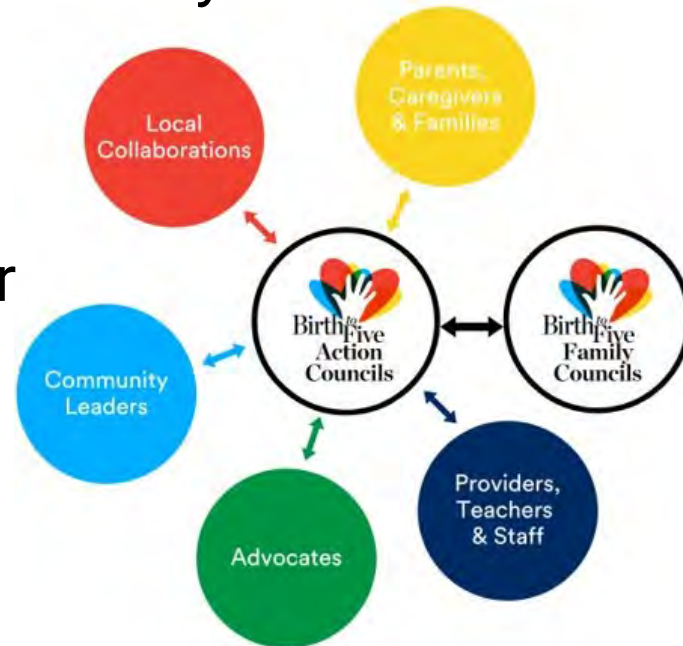 Parents,
Caregivers
& Families
Local
Collaborations
Birth to Five
Action
Councils
Birth to Five
Family
Councils
Community
Leaders
Providers,
Teachers
& Staff
Advocates